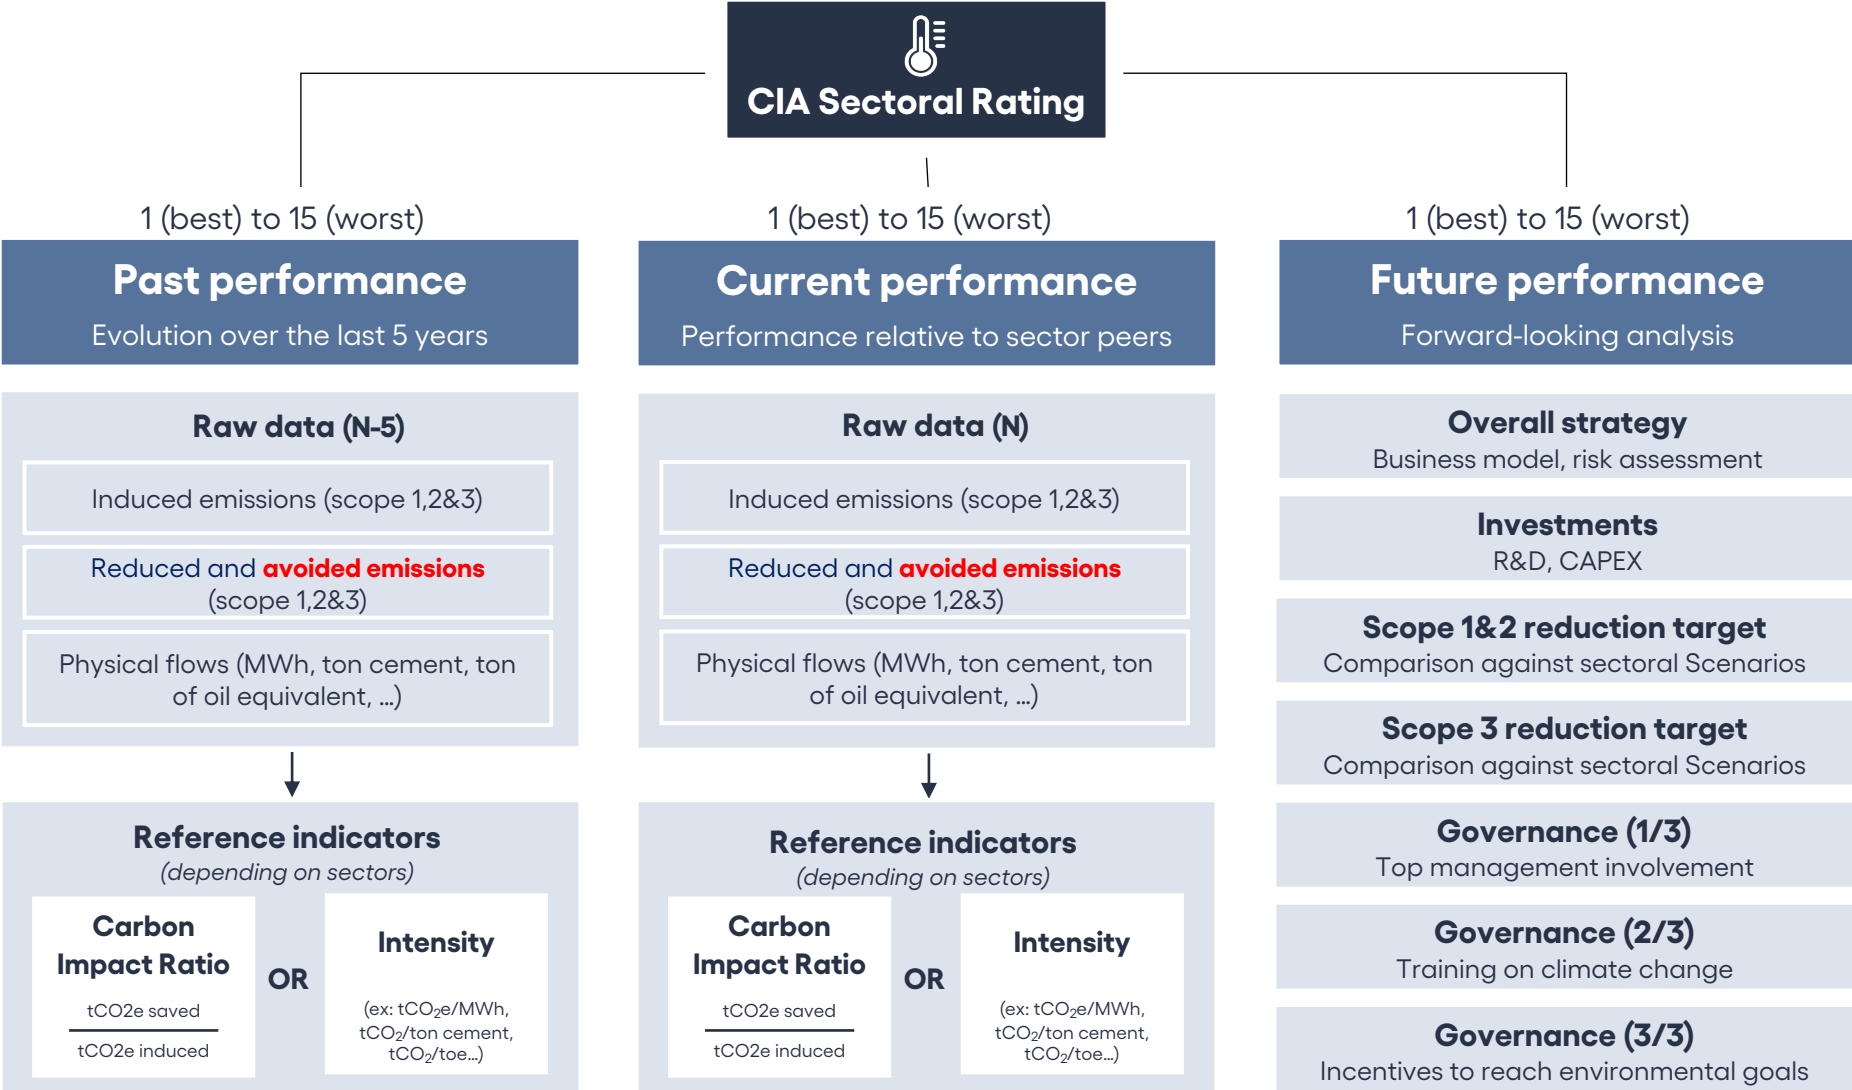 CIA Sectoral Rating
1 (best) to 15 (worst)
Past performance
Evolution over the last 5 years
Raw data (N-5)
Induced emissions (scope 1,2&3)
Reduced and avoided emissions
(scope 1,2&3)
Physical flows (MWh, ton cement, ton
of oil equivalent, ...)
Reference indicators
(depending on sectors)
Carbon
Impact Ratio
tCO2e saved
tCO2e induced
OR
Intensity
(ex: tCO₂e/MWh,
tCO₂/ton cement,
tCO₂/toe...)
1 (best) to 15 (worst)
Current performance
Performance relative to sector peers
Raw data (N)
Induced emissions (scope 1,2&3)
Reduced and avoided emissions
(scope 1,2&3)
Physical flows (MWh, ton cement, ton
of oil equivalent, ...)
Reference indicators
(depending on sectors)
Carbon
Impact Ratio
tCO2e saved
tCO2e induced
OR
Intensity
(ex: tCO₂e/MWh,
tCO₂/ton cement,
tCO₂/toe...)
1 (best) to 15 (worst)
Future performance
Forward-looking analysis
Overall strategy
Business model, risk assessment
Investments
R&D, CAPEX
Scope 1&2 reduction target
Comparison against sectoral Scenarios
Scope 3 reduction target
Comparison against sectoral Scenarios
Governance (1/3)
Top management involvement
Governance (2/3)
Training on climate change
Governance (3/3)
Incentives to reach environmental goals